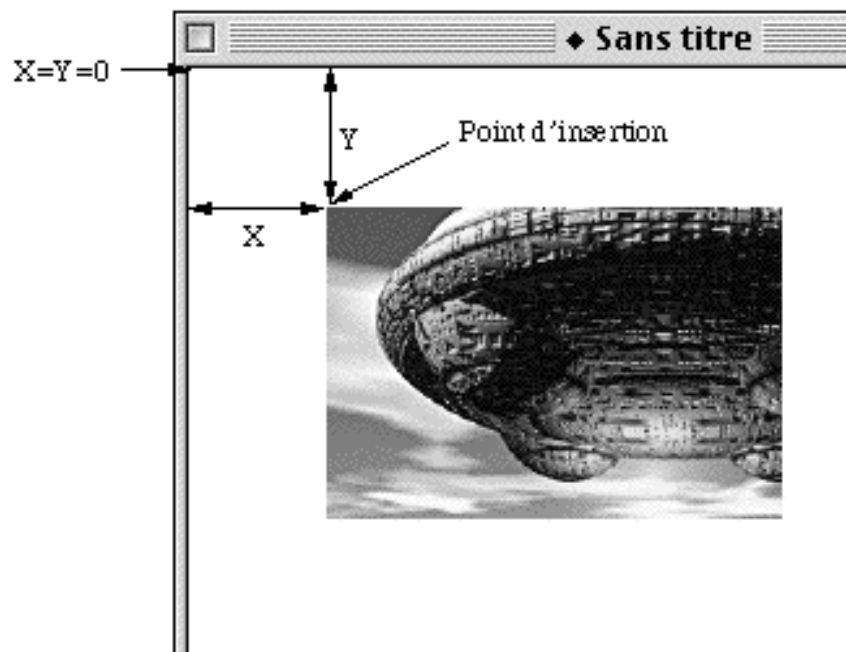 ◆ Sans titre
X=Y=0
Y
Point d'insertion
X